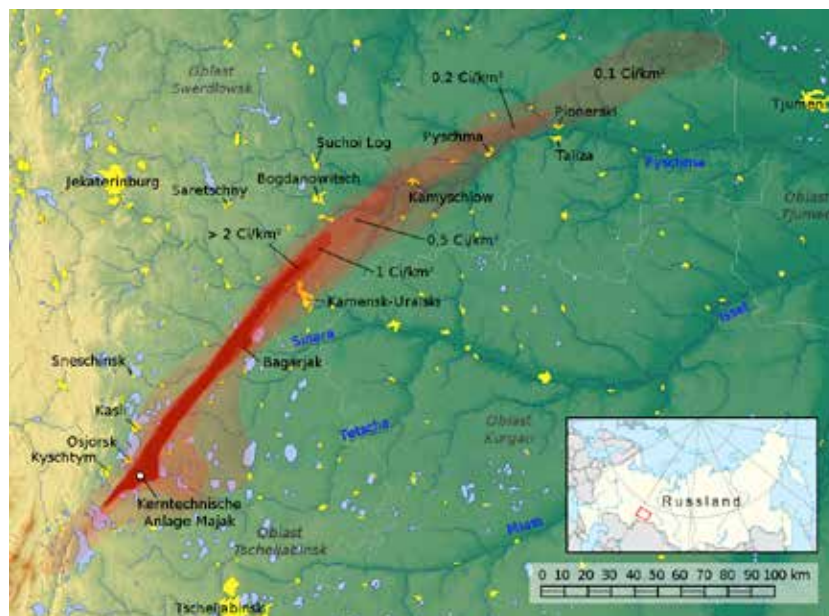 Oblast
Swerdlowsk
0,2 Ci/km²
0,1 Ci/km²
Tjumen
Pionerski
Suchoi Log
Pyschma
Taliza
Pyschma
Jekaterinburg
Saretschny
Bogdanowitsch
Kamyschlow
Oblast
> 2 Ci/km²
0,5 Ci/km²
1 Ci/km²
Kamensk-Uralski
Sinara
Isset
Bagarjak
Sneschinsk
Kasli
Tetscha
Oblast
Kurgan
Osjorsk
Kyschtym
Kerntechnische
Anlage Majak
Oblast
Tscheljabinsk
Mium
Tscheljabinsk
Russland
0 10 20 30 40 50 60 70 80 90 100 km